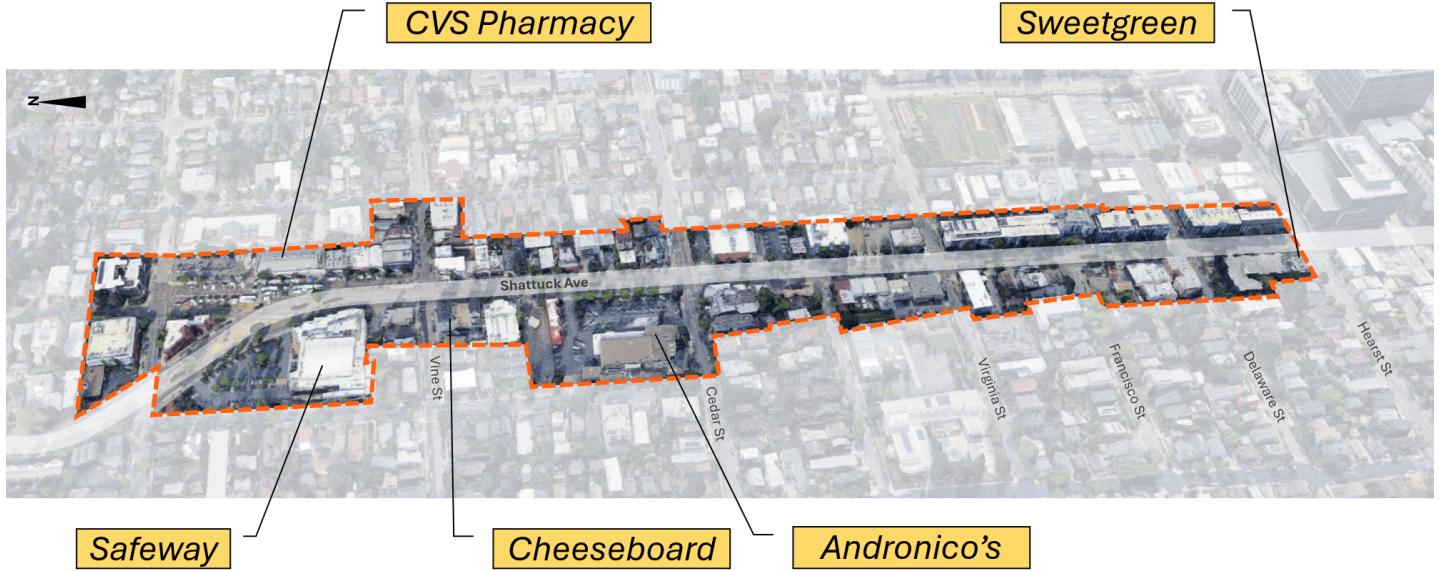 CVS Pharmacy
Sweetgreen
N
Shattuck Ave
Vine St
Cedar St
Virginia St
Francisco St
Delaware St
Hearst St
Safeway
Cheeseboard
Andronico’s